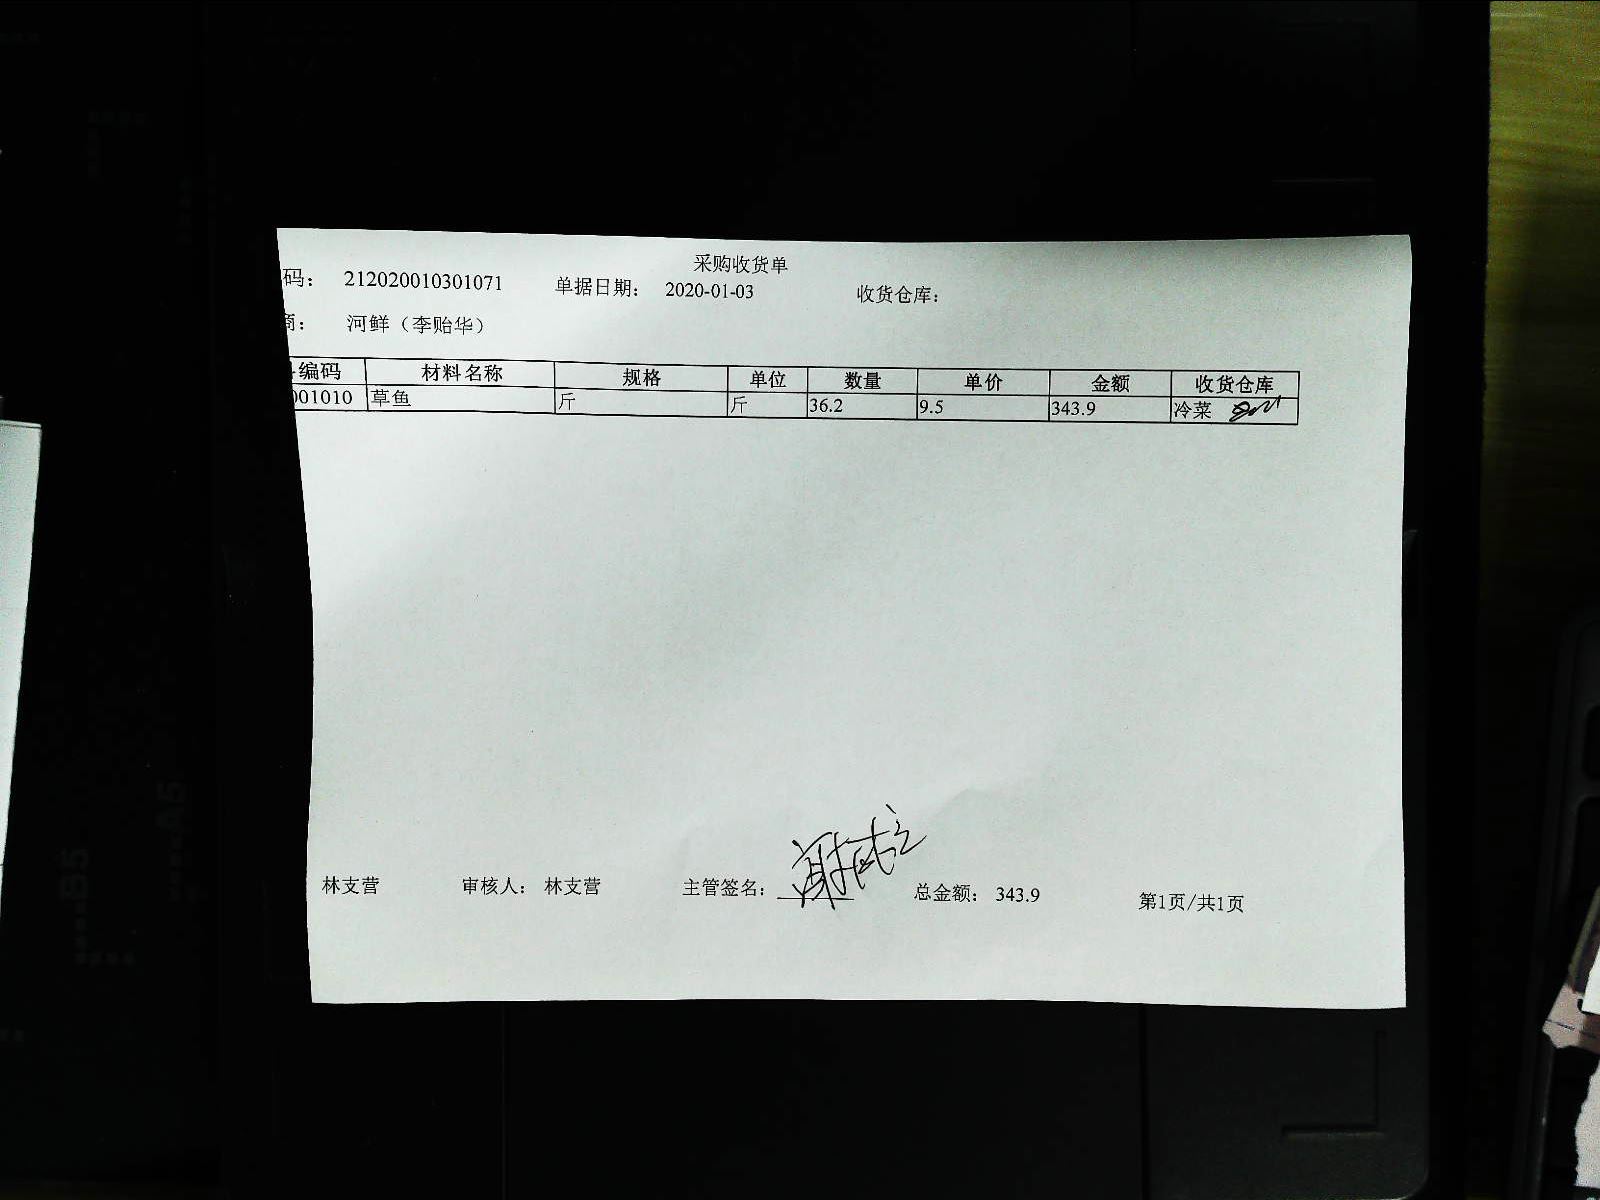 采购收货单
码： 212020010301071 单据日期： 2020-01-03 收货仓库：
商： 河鲜（李贻华）
编码 材料名称 规格 单位 数量 单价 金额 收货仓库
001010 草鱼 斤 斤 36.2 9.5 343.9 冷菜
林支营 审核人： 林支营 主管签名： 总金额： 343.9 第1页/共1页
B5
A5